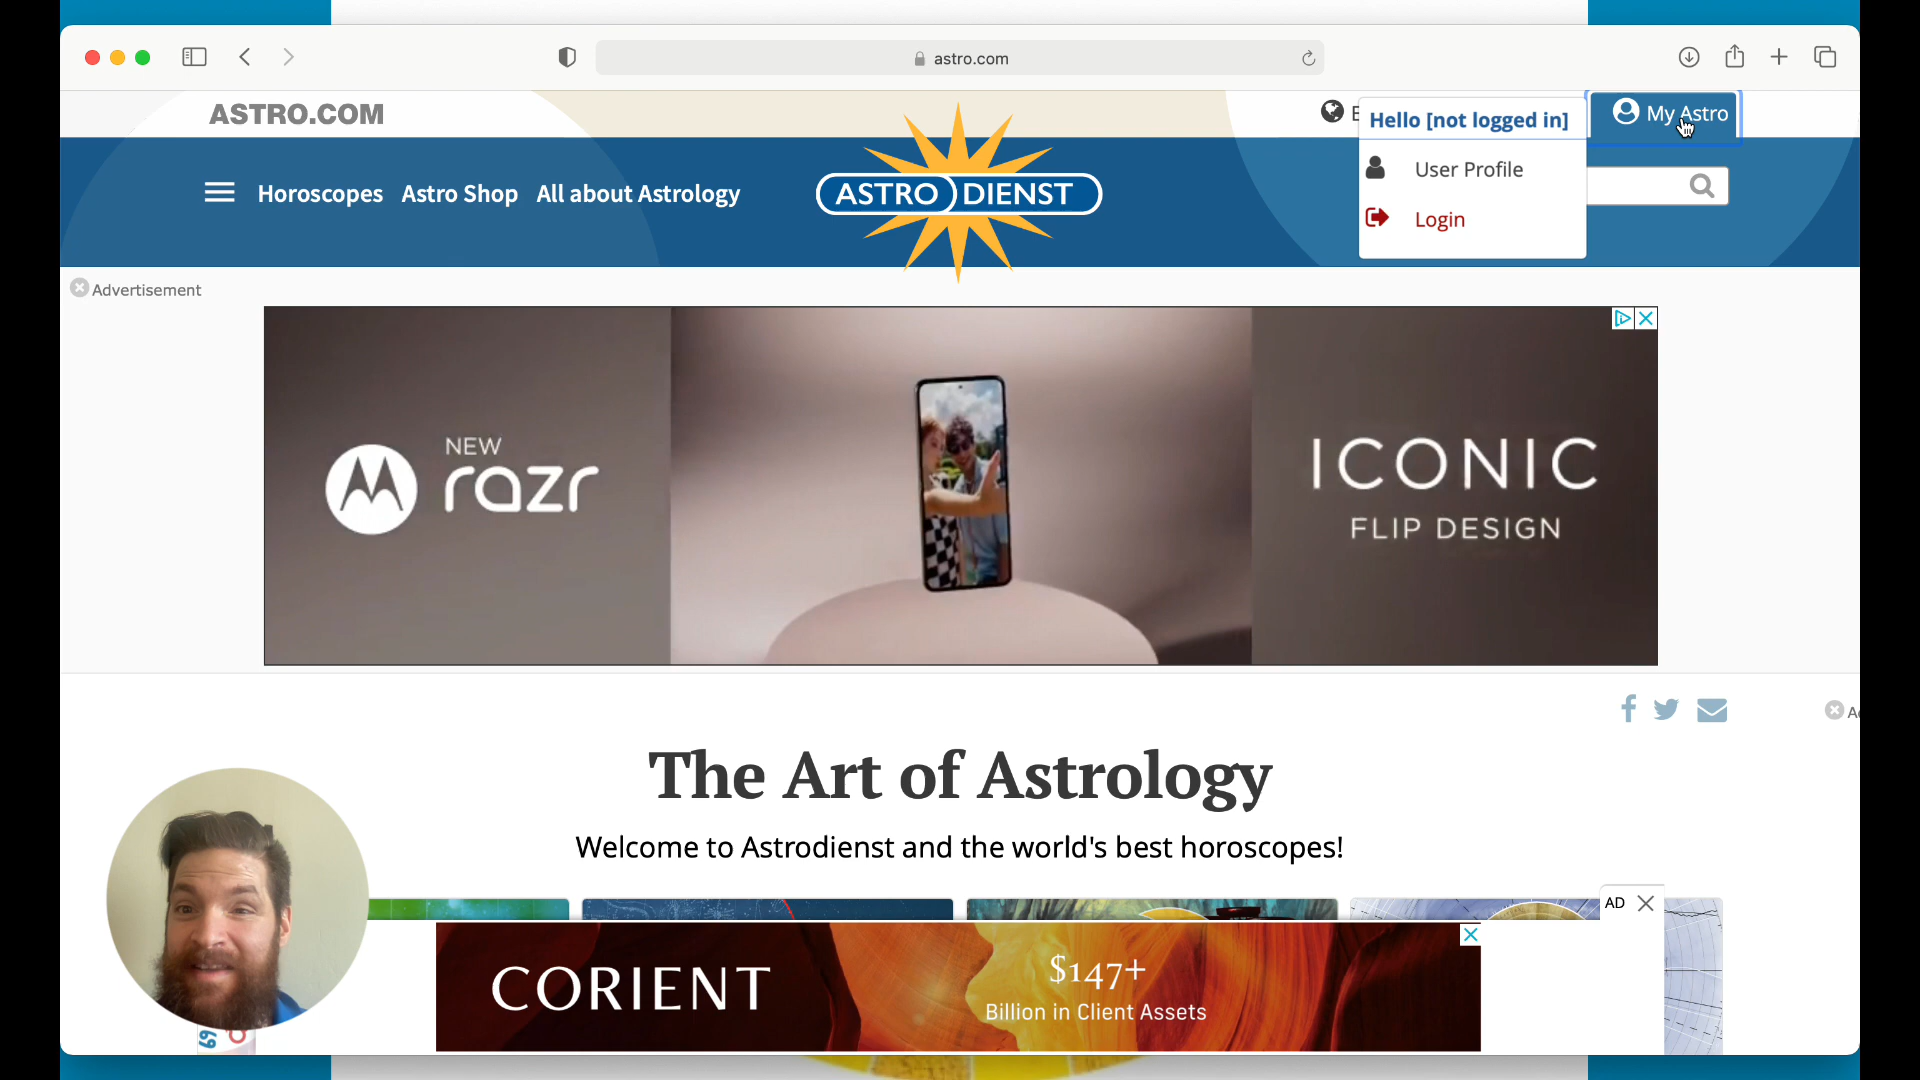 astro.com
ASTRO.COM
E
Hello [not logged in]
My Astro
User Profile
Login
Horoscopes Astro Shop All about Astrology
ASTRO DIENST
Advertisement
NEW
razr
ICONIC
FLIP DESIGN
The Art of Astrology
Welcome to Astrodienst and the world's best horoscopes!
AD
CORIENT
$147+
Billion in Client Assets
69